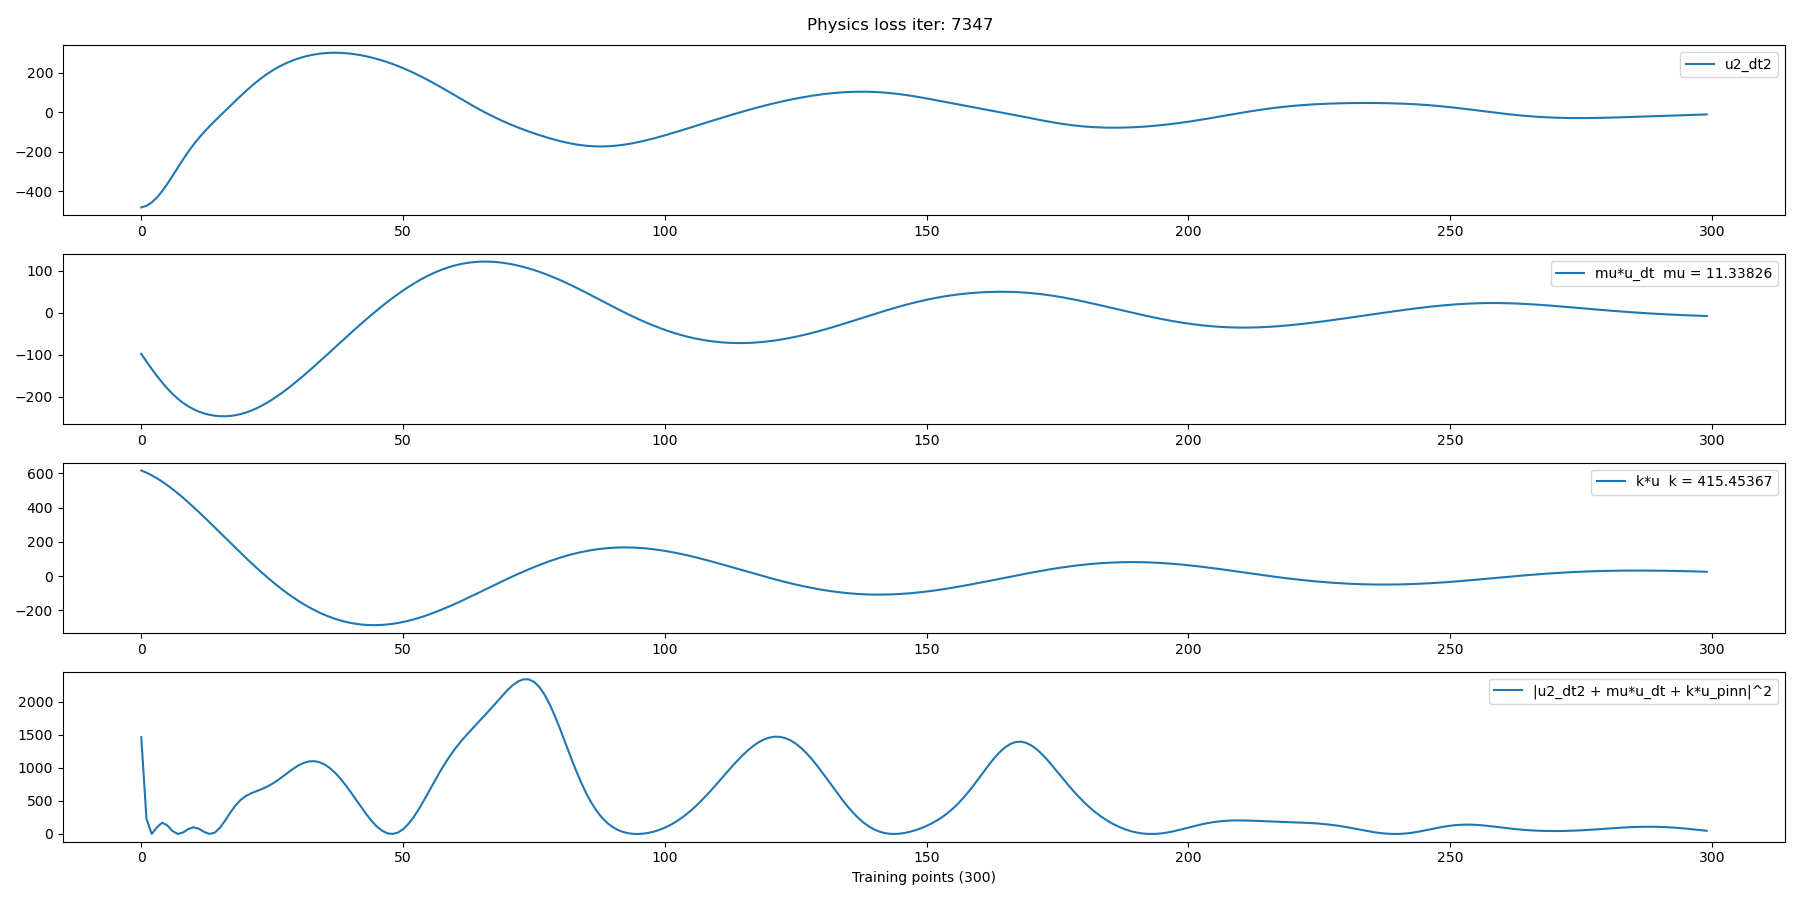 Physics loss iter: 7347
200
0
−200
−400
u2_dt2
0 50 100 150 200 250 300
100
0
−100
−200
mu*u_dt  mu = 11.33826
0 50 100 150 200 250 300
600
400
200
0
−200
k*u  k = 415.45367
0 50 100 150 200 250 300
2000
1500
1000
500
0
|u2_dt2 + mu*u_dt + k*u_pinn|^2
0 50 100 150 200 250 300
Training points (300)